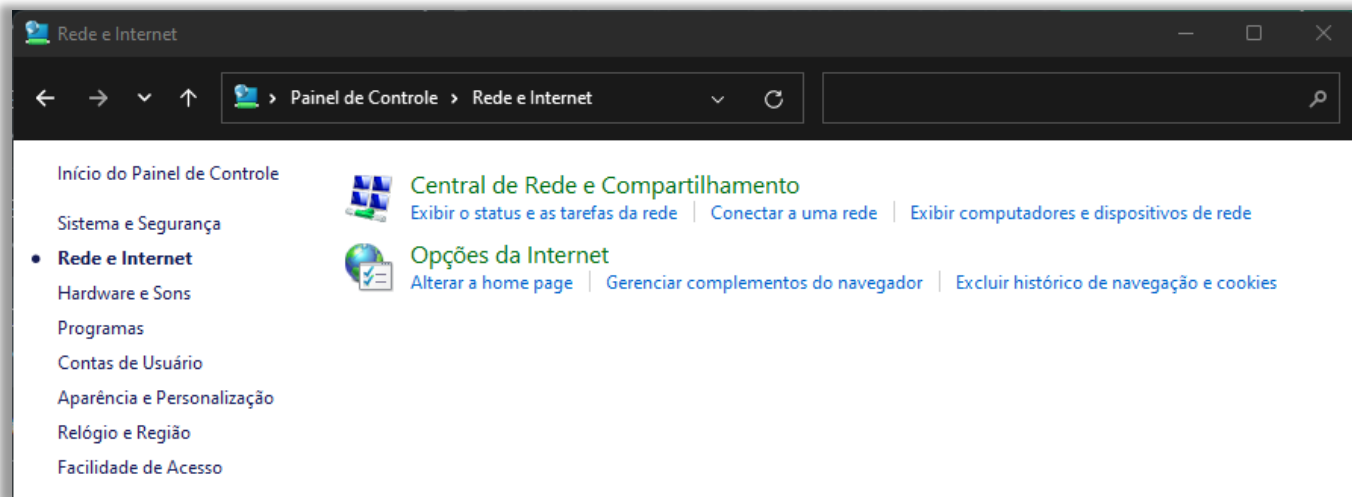 Rede e Internet
Painel de Controle > Rede e Internet
Início do Painel de Controle
Sistema e Segurança
Rede e Internet
Hardware e Sons
Programas
Contas de Usuário
Aparência e Personalização
Relógio e Região
Facilidade de Acesso
Central de Rede e Compartilhamento
Exibir o status e as tarefas da rede | Conectar a uma rede | Exibir computadores e dispositivos de rede
Opções da Internet
Alterar a home page | Gerenciar complementos do navegador | Excluir histórico de navegação e cookies